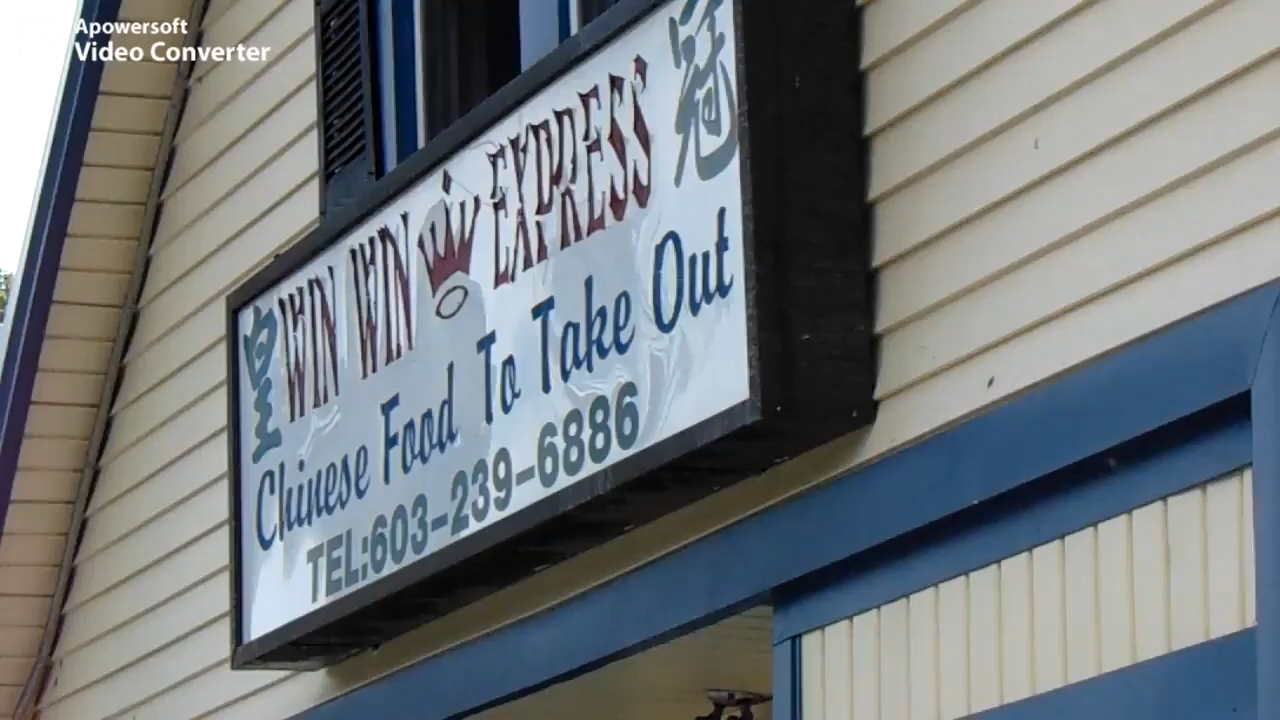 Apowersoft
Video Converter
皇 WIN WIN EXPRESS 冠
Chinese Food To Take Out
TEL:603-239-6886